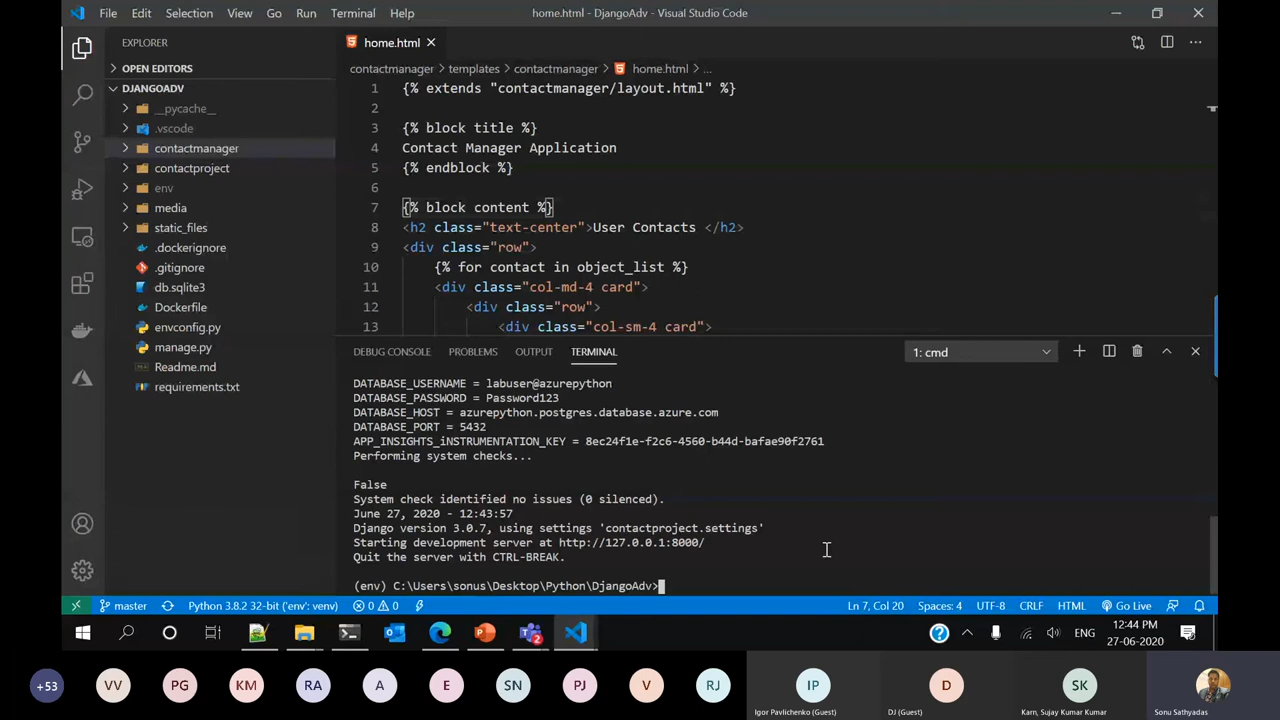 File Edit Selection View Go Run Terminal Help home.html - DjangoAdv - Visual Studio Code
EXPLORER
OPEN EDITORS
DJANGOADV
__pycache__
.vscode
contactmanager
contactproject
env
media
static_files
.dockerignore
.gitignore
db.sqlite3
Dockerfile
envconfig.py
manage.py
Readme.md
requirements.txt
home.html
contactmanager > templates > contactmanager > home.html > ...
1 {% extends "contactmanager/layout.html" %}
2
3 {% block title %}
4 Contact Manager Application
5 {% endblock %}
6
7 {% block content %}
8 <h2 class="text-center">User Contacts </h2>
9 <div class="row">
10 {% for contact in object_list %}
11 <div class="col-md-4 card">
12 <div class="row">
13 <div class="col-sm-4 card">
DEBUG CONSOLE PROBLEMS OUTPUT TERMINAL 1: cmd
DATABASE_USERNAME = labuser@azurepython
DATABASE_PASSWORD = Password123
DATABASE_HOST = azurepython.postgres.database.azure.com
DATABASE_PORT = 5432
APP_INSIGHTS_iNSTRUMENTATION_KEY = 8ec24f1e-f2c6-4560-b44d-bafae90f2761
Performing system checks...
False
System check identified no issues (0 silenced).
June 27, 2020 - 12:43:57
Django version 3.0.7, using settings 'contactproject.settings'
Starting development server at http://127.0.0.1:8000/
Quit the server with CTRL-BREAK.
(env) C:\Users\sonus\Desktop\Python\DjangoAdv>
master Python 3.8.2 32-bit ('env': venv) 0 0 Ln 7, Col 20 Spaces: 4 UTF-8 CRLF HTML Go Live
2 ENG 12:44 PM
27-06-2020
+53 VV PG KM RA A E SN PJ V RJ IP D SK
Igor Pavlichenko (Guest) DJ (Guest) Karn, Sujay Kumar Kumar Sonu Sathyadas